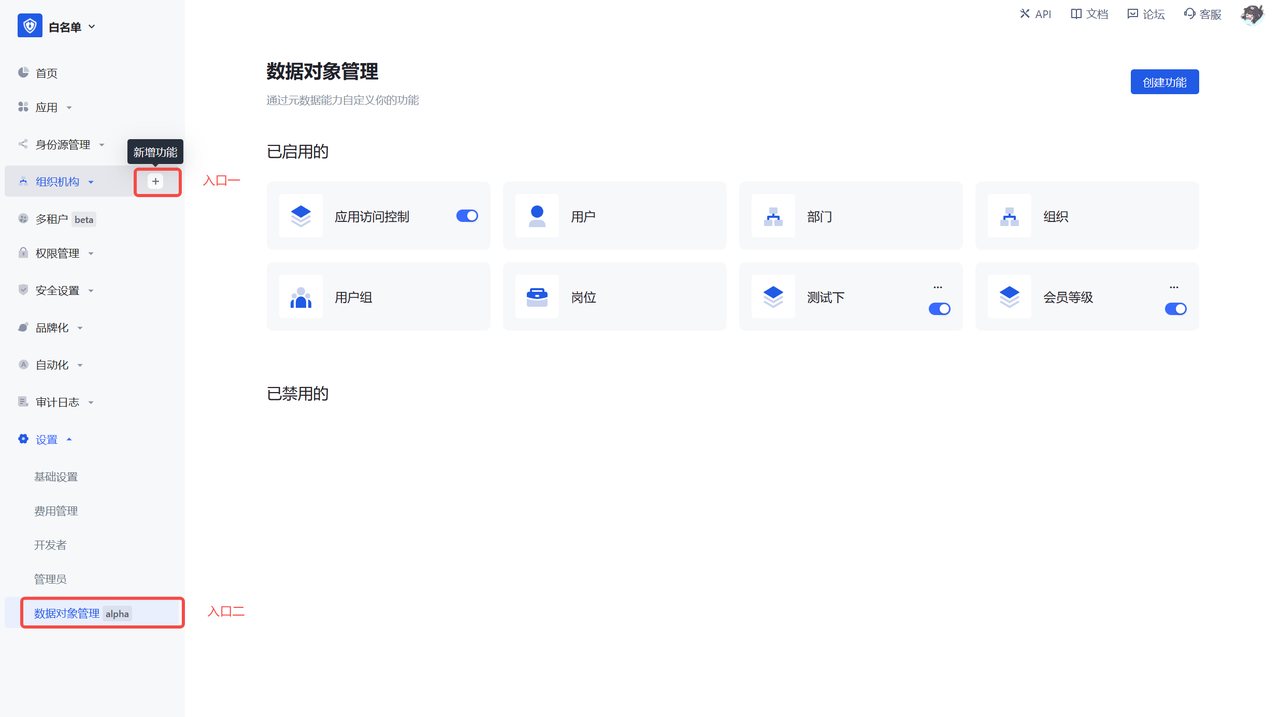 白名单
API
文档
论坛
客服
首页
应用
身份源管理
新增功能
组织机构
+
入口一
多租户 beta
权限管理
安全设置
品牌化
自动化
审计日志
设置
基础设置
费用管理
开发者
管理员
数据对象管理 alpha
入口二
数据对象管理
通过元数据能力自定义你的功能
创建功能
已启用的
应用访问控制
用户
部门
组织
用户组
岗位
测试下
...
会员等级
...
已禁用的